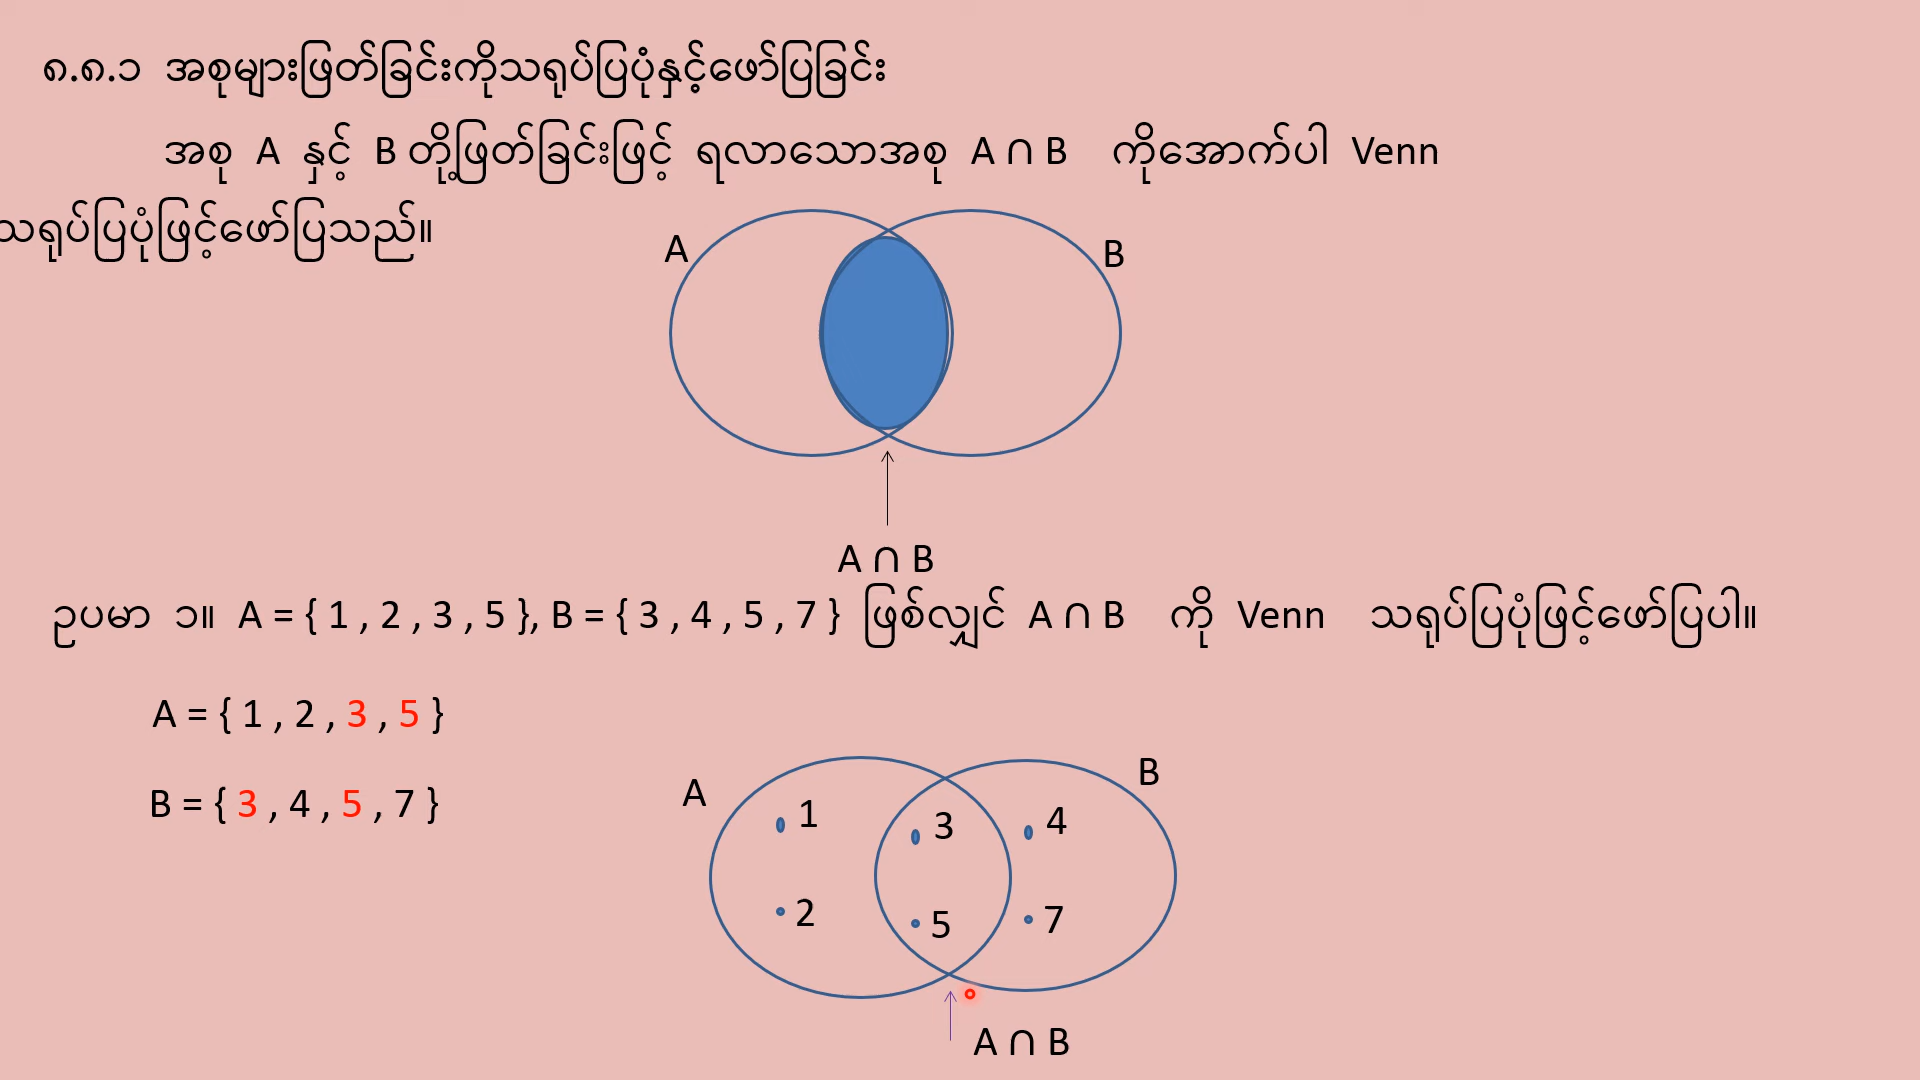 ၈.၈.၁ အစုများဖြတ်ခြင်းကိုသရုပ်ပြပုံနှင့်ဖော်ပြခြင်း
အစု A နှင့် B တို့ဖြတ်ခြင်းဖြင့် ရလာသောအစု A ∩ B ကိုအောက်ပါ Venn
သရုပ်ပြပုံဖြင့်ဖော်ပြသည်။
A
B
A ∩ B
ဥပမာ ၁။ A = { 1 , 2 , 3 , 5 }, B = { 3 , 4 , 5 , 7 } ဖြစ်လျှင် A ∩ B ကို Venn သရုပ်ပြပုံဖြင့်ဖော်ပြပါ။
A = { 1 , 2 , 3 , 5 }
B = { 3 , 4 , 5 , 7 }
A
B
1
3
4
2
5
7
A ∩ B